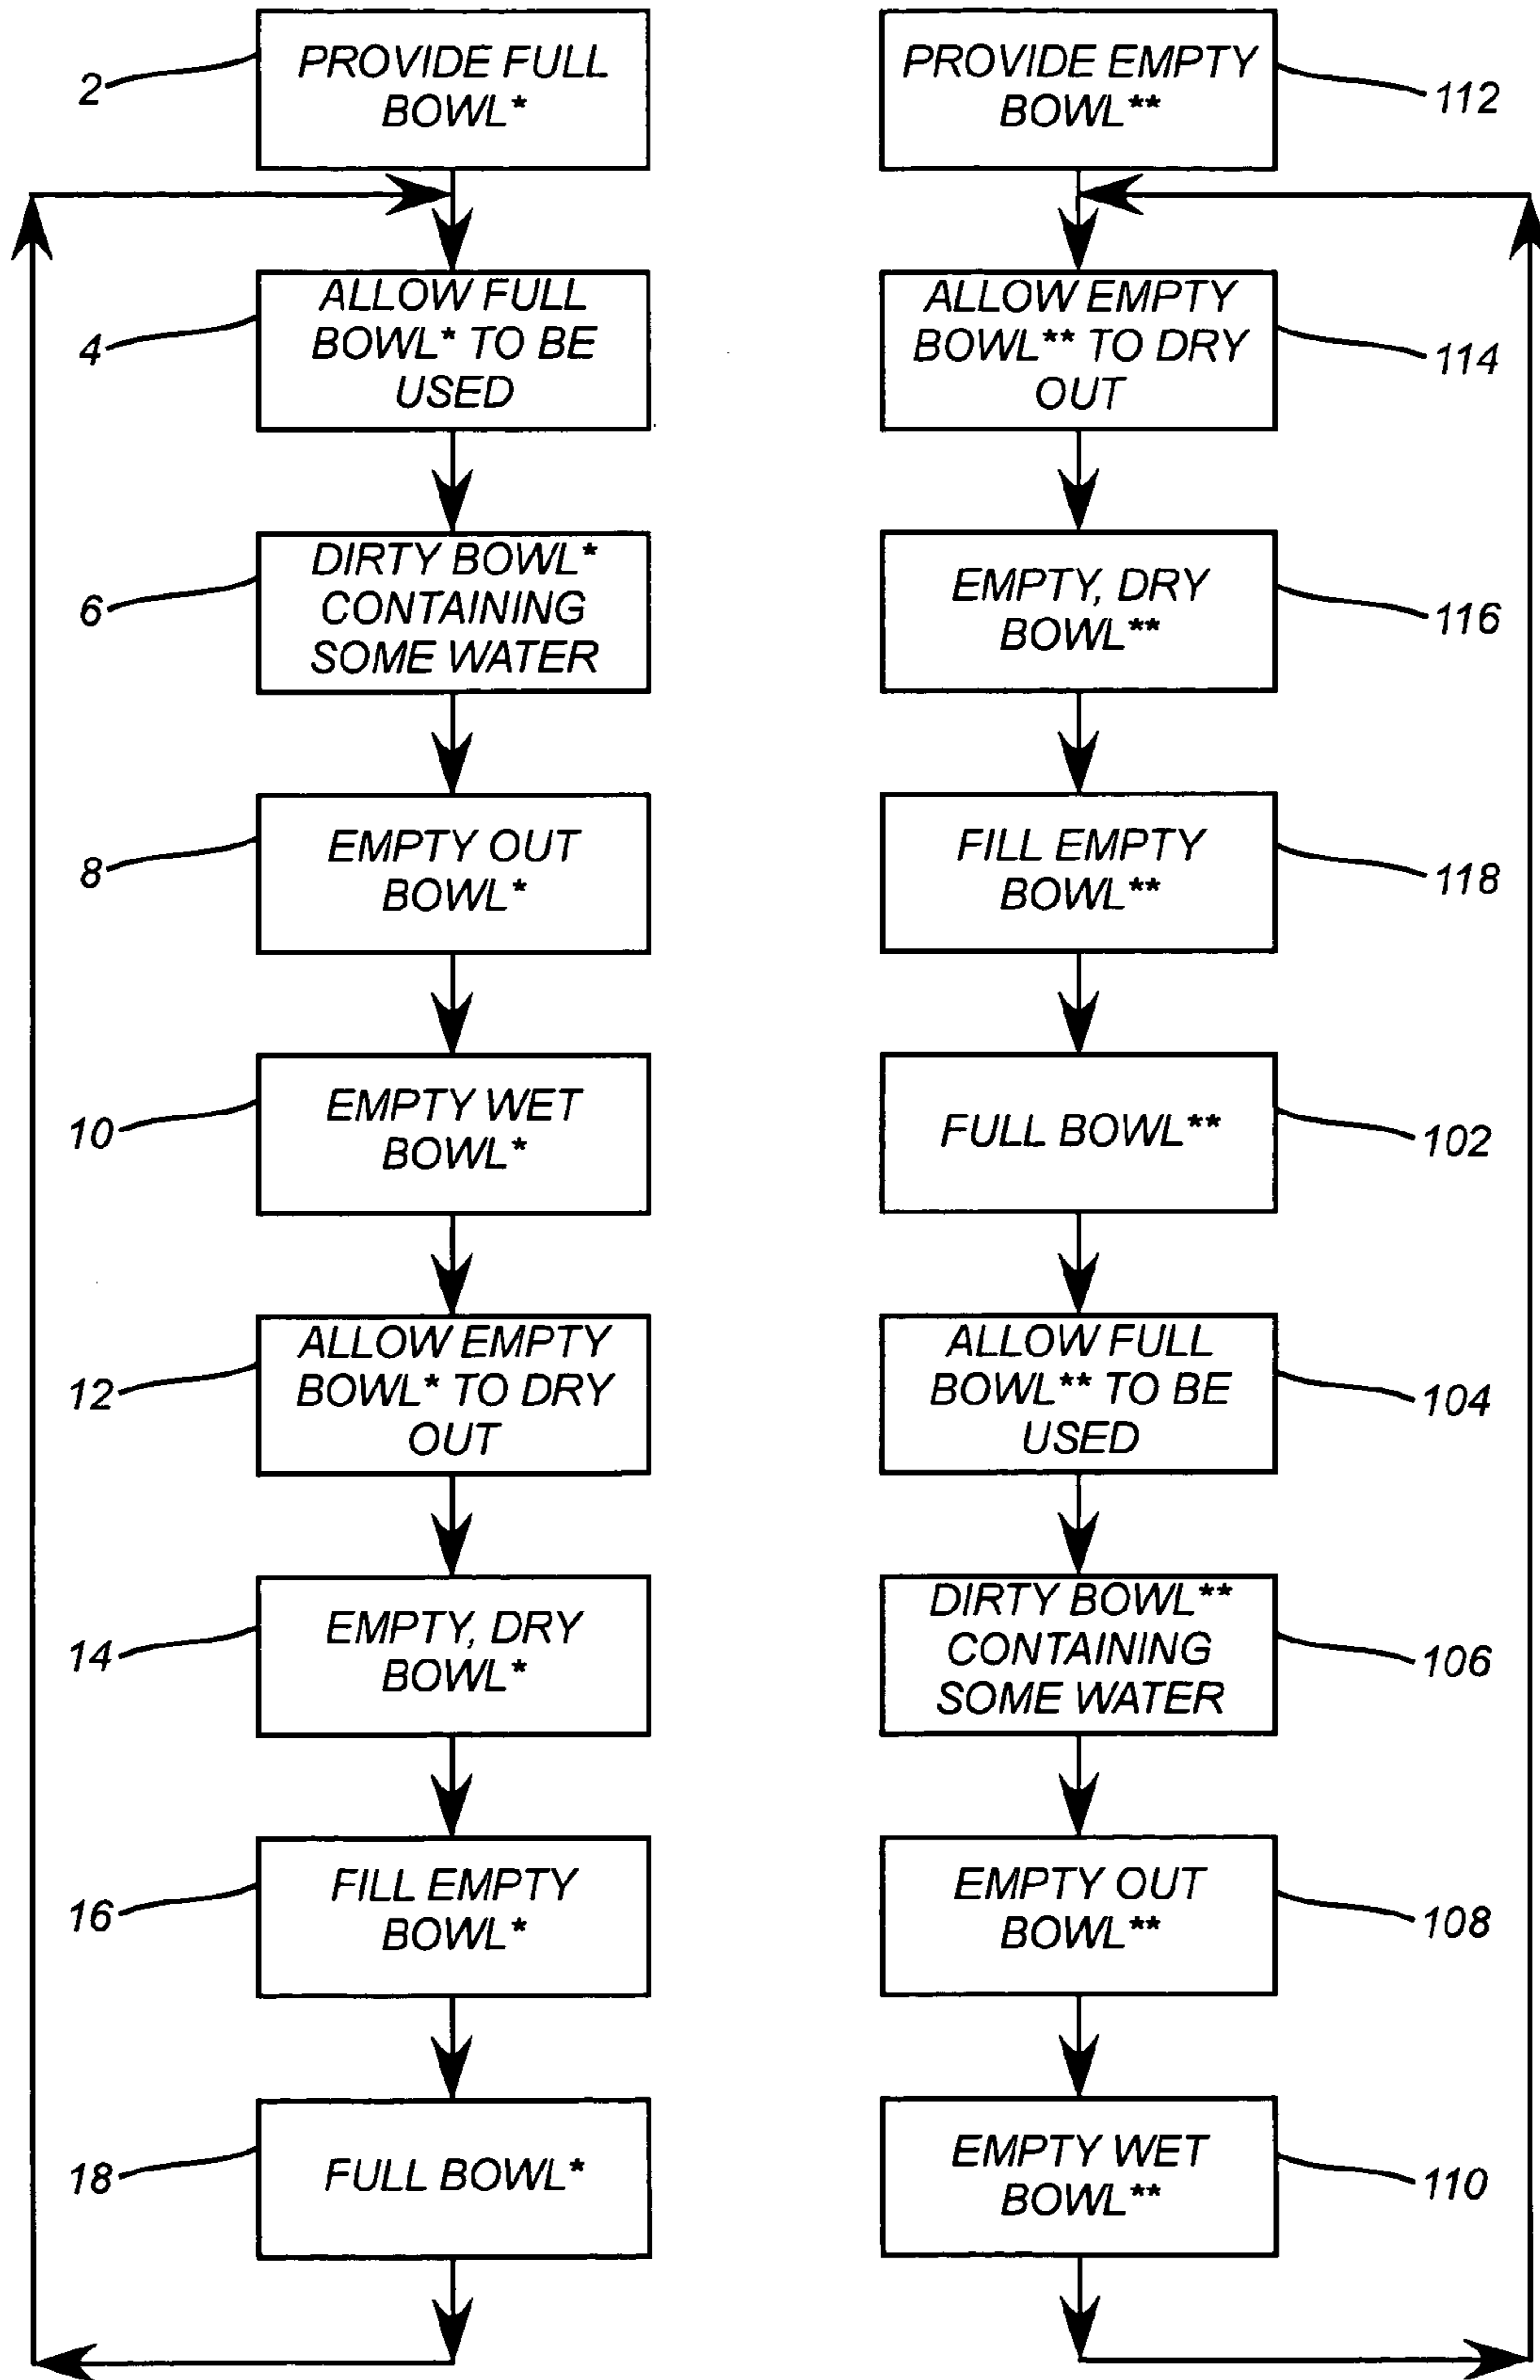 2
PROVIDE FULL
BOWL*
4
ALLOW FULL
BOWL* TO BE
USED
6
DIRTY BOWL*
CONTAINING
SOME WATER
8
EMPTY OUT
BOWL*
10
EMPTY WET
BOWL*
12
ALLOW EMPTY
BOWL* TO DRY
OUT
14
EMPTY, DRY
BOWL*
16
FILL EMPTY
BOWL*
18
FULL BOWL*
PROVIDE EMPTY
BOWL**
112
ALLOW EMPTY
BOWL** TO DRY
OUT
114
EMPTY, DRY
BOWL**
116
FILL EMPTY
BOWL**
118
FULL BOWL**
102
ALLOW FULL
BOWL** TO BE
USED
104
DIRTY BOWL**
CONTAINING
SOME WATER
106
EMPTY OUT
BOWL**
108
EMPTY WET
BOWL**
110